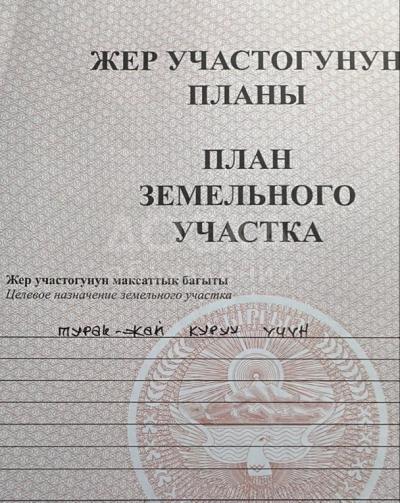 ЖЕР УЧАСТОГУНУН
ПЛАНЫ
ПЛАН
ЗЕМЕЛЬНОГО
УЧАСТКА
Жер участогунун максаттык багыты
Целевое назначение земельного участка
турак-жай куруу үчүн